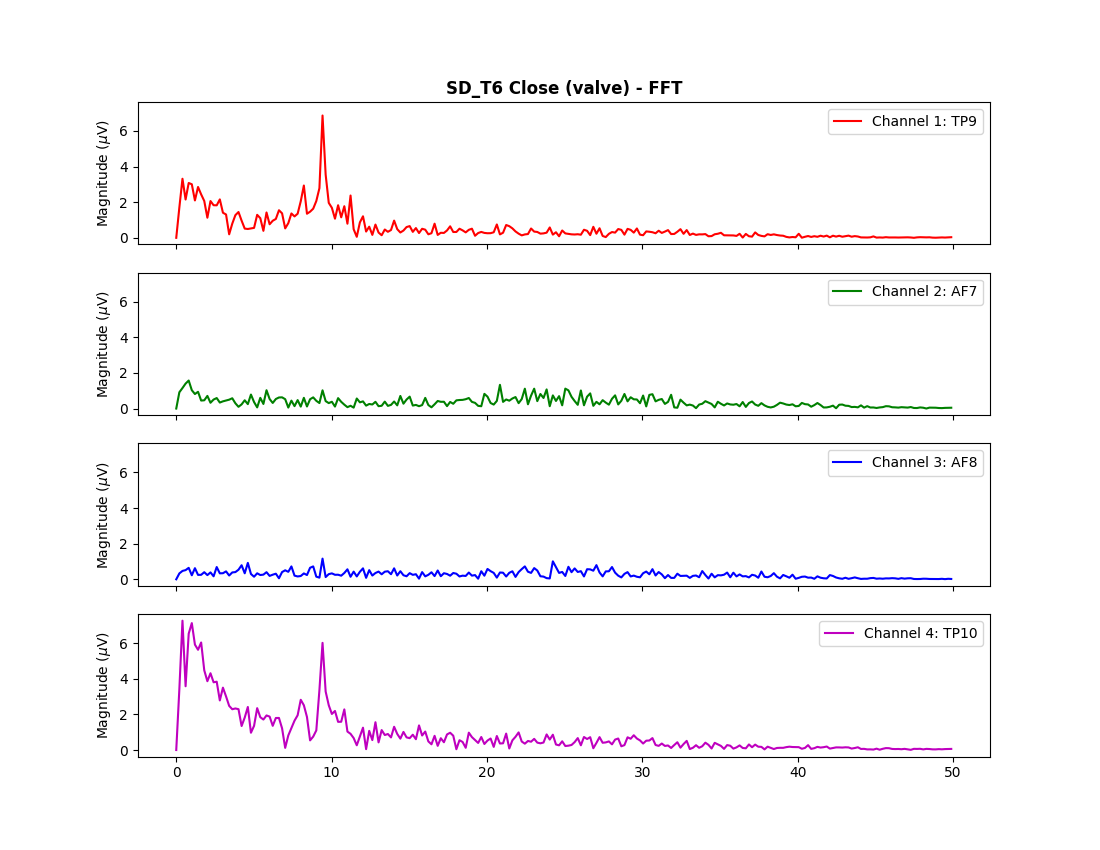 SD_T6 Close (valve) - FFT
Magnitude (μV)
6
4
2
0
Channel 1: TP9
Magnitude (μV)
6
4
2
0
Channel 2: AF7
Magnitude (μV)
6
4
2
0
Channel 3: AF8
Magnitude (μV)
6
4
2
0
Channel 4: TP10
0 10 20 30 40 50